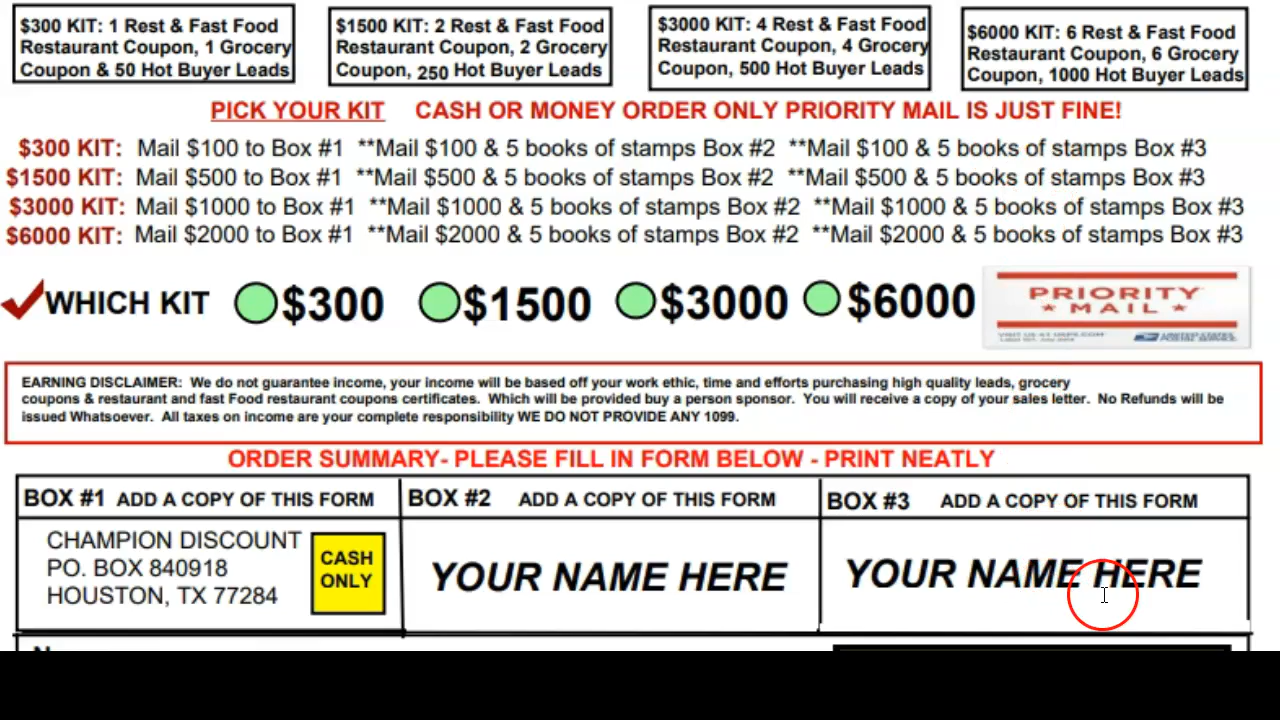 $300 KIT: 1 Rest & Fast Food
Restaurant Coupon, 1 Grocery
Coupon & 50 Hot Buyer Leads
$1500 KIT: 2 Rest & Fast Food
Restaurant Coupon, 2 Grocery
Coupon, 250 Hot Buyer Leads
$3000 KIT: 4 Rest & Fast Food
Restaurant Coupon, 4 Grocery
Coupon, 500 Hot Buyer Leads
$6000 KIT: 6 Rest & Fast Food
Restaurant Coupon, 6 Grocery
Coupon, 1000 Hot Buyer Leads
PICK YOUR KIT CASH OR MONEY ORDER ONLY PRIORITY MAIL IS JUST FINE!
$300 KIT: Mail $100 to Box #1 **Mail $100 & 5 books of stamps Box #2 **Mail $100 & 5 books of stamps Box #3
$1500 KIT: Mail $500 to Box #1 **Mail $500 & 5 books of stamps Box #2 **Mail $500 & 5 books of stamps Box #3
$3000 KIT: Mail $1000 to Box #1 **Mail $1000 & 5 books of stamps Box #2 **Mail $1000 & 5 books of stamps Box #3
$6000 KIT: Mail $2000 to Box #1 **Mail $2000 & 5 books of stamps Box #2 **Mail $2000 & 5 books of stamps Box #3
WHICH KIT $300 $1500 $3000 $6000
PRIORITY
MAIL
UNITED STATES
POSTAL SERVICE
EARNING DISCLAIMER: We do not guarantee income, your income will be based off your work ethic, time and efforts purchasing high quality leads, grocery
coupons & restaurant and fast Food restaurant coupons certificates. Which will be provided buy a person sponsor. You will receive a copy of your sales letter. No Refunds will be
issued Whatsoever. All taxes on income are your complete responsibility WE DO NOT PROVIDE ANY 1099.
ORDER SUMMARY- PLEASE FILL IN FORM BELOW - PRINT NEATLY
BOX #1 ADD A COPY OF THIS FORM
CHAMPION DISCOUNT
PO. BOX 840918
HOUSTON, TX 77284
CASH
ONLY
BOX #2 ADD A COPY OF THIS FORM
YOUR NAME HERE
BOX #3 ADD A COPY OF THIS FORM
YOUR NAME HERE